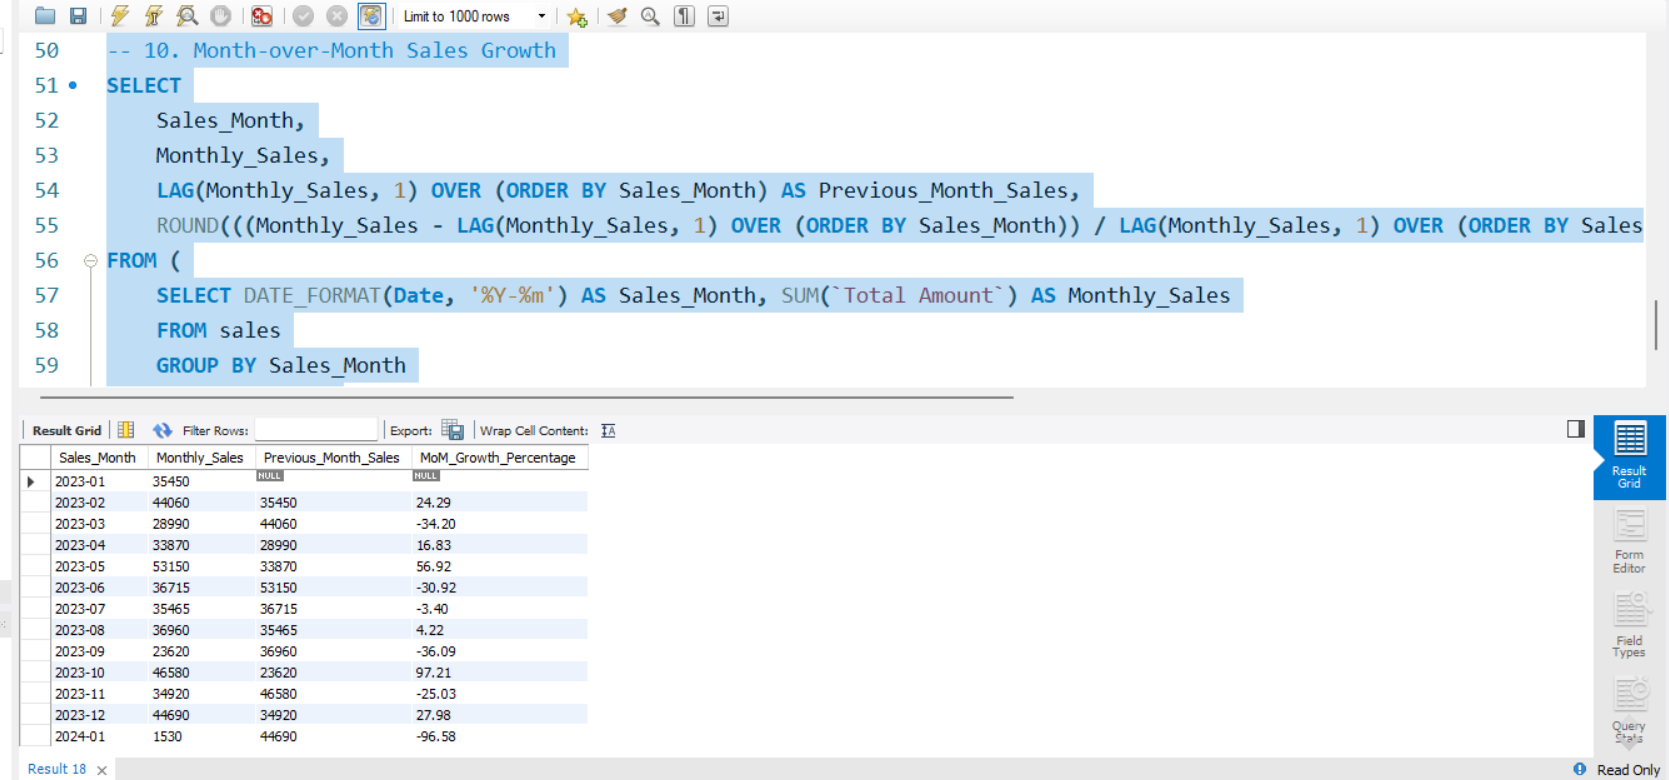 Limit to 1000 rows
50 -- 10. Month-over-Month Sales Growth
51 SELECT
52 Sales_Month,
53 Monthly_Sales,
54 LAG(Monthly_Sales, 1) OVER (ORDER BY Sales_Month) AS Previous_Month_Sales,
55 ROUND(((Monthly_Sales - LAG(Monthly_Sales, 1) OVER (ORDER BY Sales_Month)) / LAG(Monthly_Sales, 1) OVER (ORDER BY Sales
56 FROM (
57 SELECT DATE_FORMAT(Date, '%Y-%m') AS Sales_Month, SUM(`Total Amount`) AS Monthly_Sales
58 FROM sales
59 GROUP BY Sales_Month
Result Grid Filter Rows: Export: Wrap Cell Content:
Sales_Month Monthly_Sales Previous_Month_Sales MoM_Growth_Percentage
2023-01 35450 NULL NULL
2023-02 44060 35450 24.29
2023-03 28990 44060 -34.20
2023-04 33870 28990 16.83
2023-05 53150 33870 56.92
2023-06 36715 53150 -30.92
2023-07 35465 36715 -3.40
2023-08 36960 35465 4.22
2023-09 23620 36960 -36.09
2023-10 46580 23620 97.21
2023-11 34920 46580 -25.03
2023-12 44690 34920 27.98
2024-01 1530 44690 -96.58
Result
Grid
Form
Editor
Field
Types
Query
Stats
Result 18
Read Only